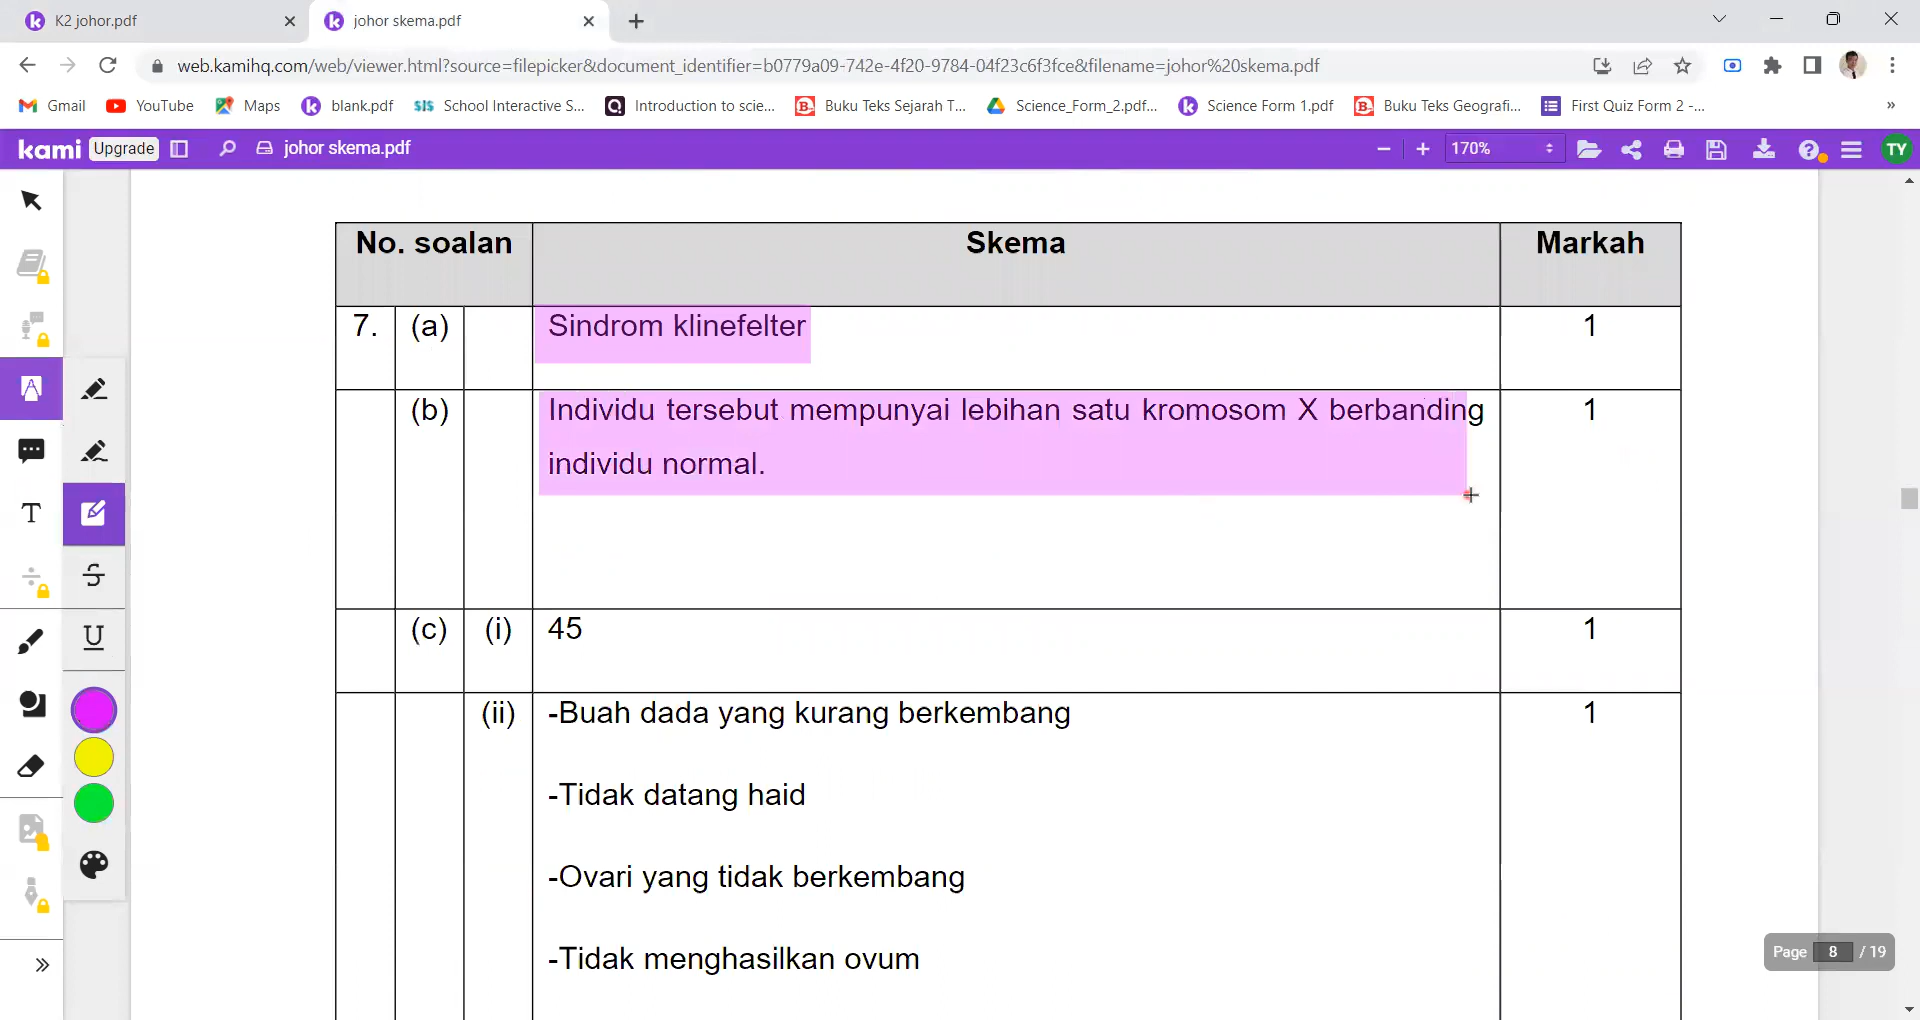 K2 johor.pdf
johor skema.pdf
web.kamihq.com/web/viewer.html?source=filepicker&document_identifier=b0779a09-742e-4f20-9784-04f23c6f3fce&filename=johor%20skema.pdf
Gmail YouTube Maps blank.pdf SIS School Interactive S... Introduction to scie... Buku Teks Sejarah T... Science_Form_2.pdf... Science Form 1.pdf Buku Teks Geografi... First Quiz Form 2 -... »
kami Upgrade johor skema.pdf 170% TY
No. soalan Skema Markah
7. (a) Sindrom klinefelter 1
(b) Individu tersebut mempunyai lebihan satu kromosom X berbanding 1
individu normal.
(c) (i) 45 1
(ii) -Buah dada yang kurang berkembang 1
-Tidak datang haid
-Ovari yang tidak berkembang
-Tidak menghasilkan ovum
Page 8 / 19